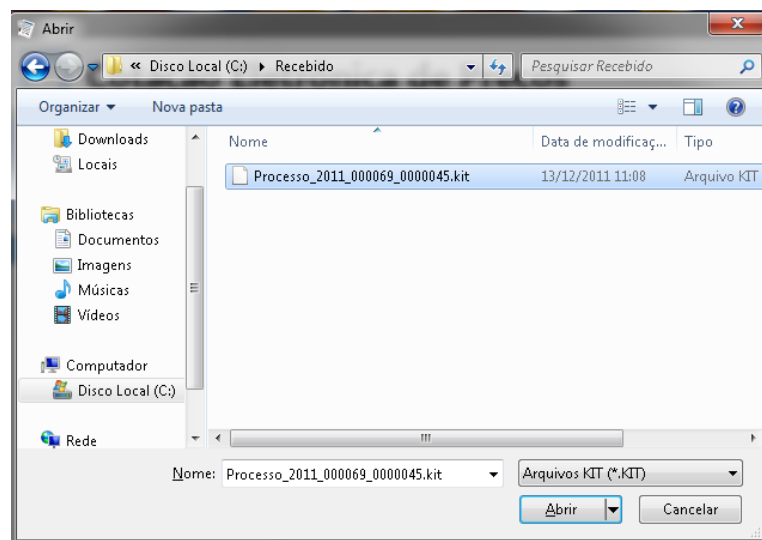 Abrir
« Disco Local (C:) ▸ Recebido
Pesquisar Recebido
Organizar
Nova pasta
Downloads
Locais
Bibliotecas
Documentos
Imagens
Músicas
Vídeos
Computador
Disco Local (C:)
Rede
Nome Data de modificaç... Tipo
Processo_2011_000069_0000045.kit 13/12/2011 11:08 Arquivo KIT
Nome: Processo_2011_000069_0000045.kit Arquivos KIT (*.KIT)
Abrir Cancelar